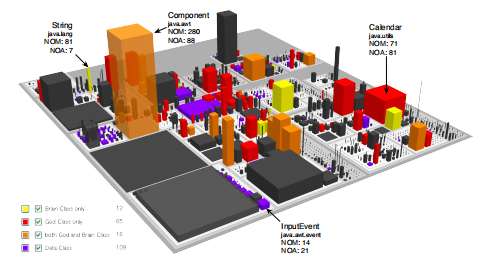 String
java.lang
NOM: 81
NOA: 7
Component
java.awt
NOM: 280
NOA: 88
Calendar
java.utils
NOM: 71
NOA: 81
InputEvent
java.awt.event
NOM: 14
NOA: 21
Brain Class only 12
God Class only 65
Both God and Brain Class 16
Data Class 109